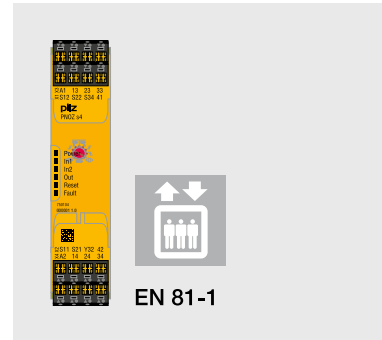 A1 13 23 33
S12 S22 S34 41
pilz
PNOZ s4
Power
In1
In2
Out
Reset
Fault
S11 S21 Y32 42
A2 14 24 34
EN 81-1